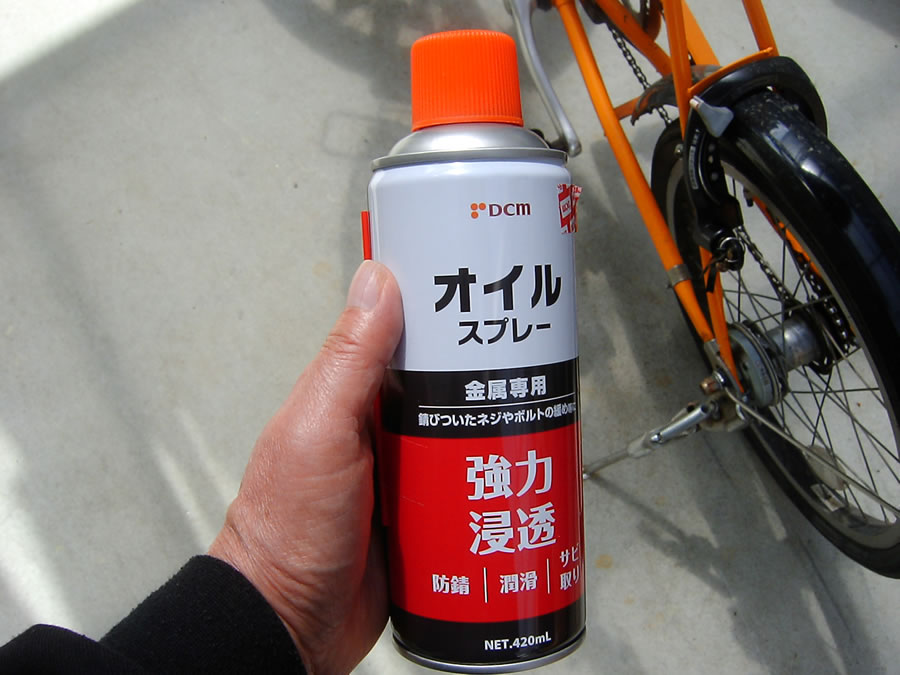 DCM
オイル
スプレー
金属専用
錆びついたネジやボルトの緩め等に
強力
浸透
防錆
潤滑
サビ
取り
NET.420mL